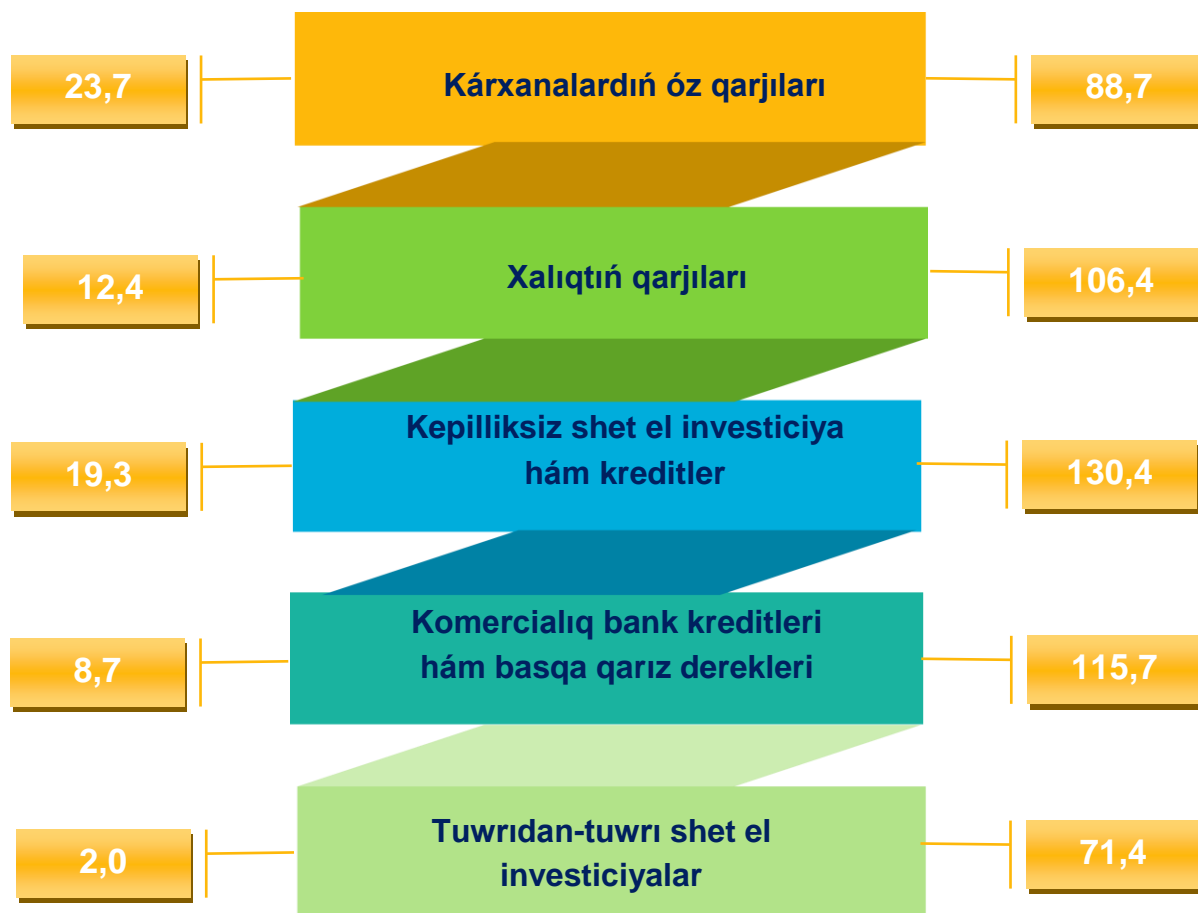 23,7
Kárxanalardıń óz qarjıları
88,7
12,4
Xalıqtıń qarjıları
106,4
19,3
Kepilliksiz shet el investiciya
hám kreditler
130,4
8,7
Komercialıq bank kreditleri
hám basqa qarız derekleri
115,7
2,0
Tuwrıdan-tuwrı shet el
investiciyalar
71,4